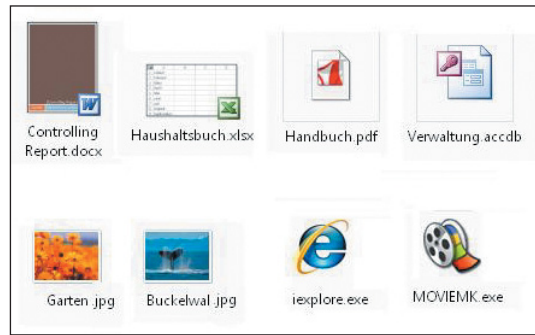 Controlling
Report.docx
Haushaltsbuch.xlsx
Handbuch.pdf
Verwaltung.accdb
Garten .jpg
Buckelwal .jpg
iexplore.exe
MOVIEMK.exe